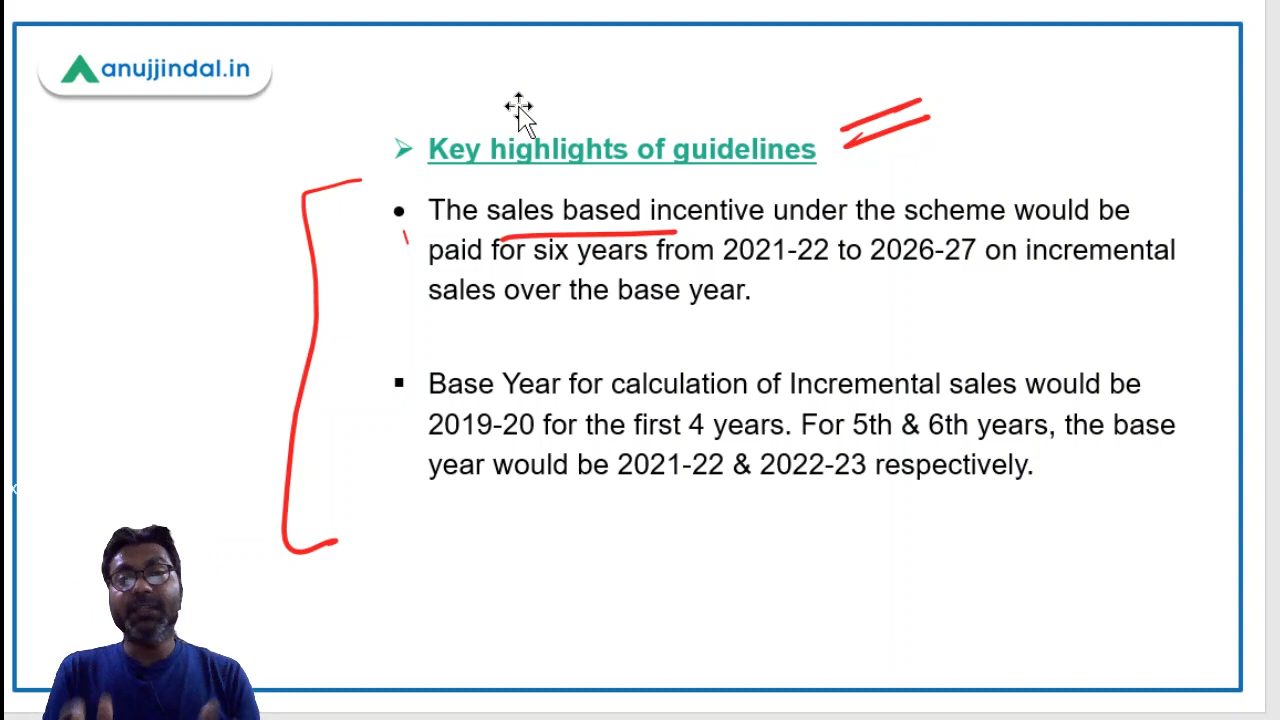 anujjindal.in
Key highlights of guidelines
The sales based incentive under the scheme would be
paid for six years from 2021-22 to 2026-27 on incremental
sales over the base year.
Base Year for calculation of Incremental sales would be
2019-20 for the first 4 years. For 5th & 6th years, the base
year would be 2021-22 & 2022-23 respectively.